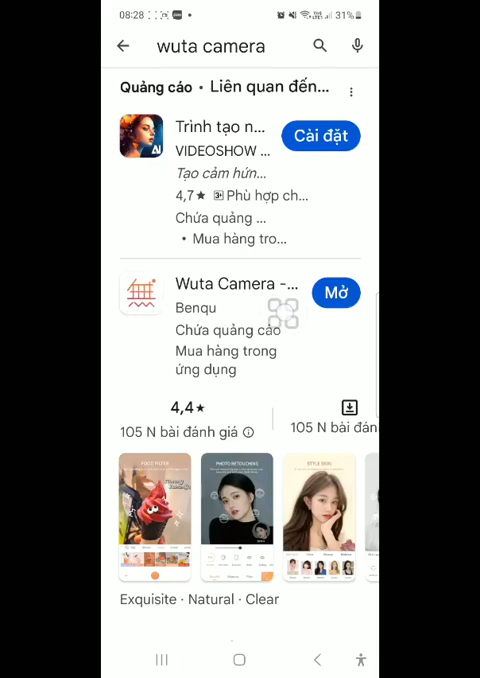 08:28
31%
wuta camera
Quảng cáo • Liên quan đến...
Trình tạo n...
Cài đặt
VIDEOSHOW ...
Tạo cảm hứn...
4,7★ 3+ Phù hợp ch...
Chứa quảng ...
• Mua hàng tro...
Wuta Camera -...
Mở
Benqu
Chứa quảng cáo
Mua hàng trong
ứng dụng
4,4★
105 N bài đánh giá
105 N bài đán
FOOD FILTER
PHOTO RETOUCHING
STYLE SKIN
Exquisite · Natural · Clear